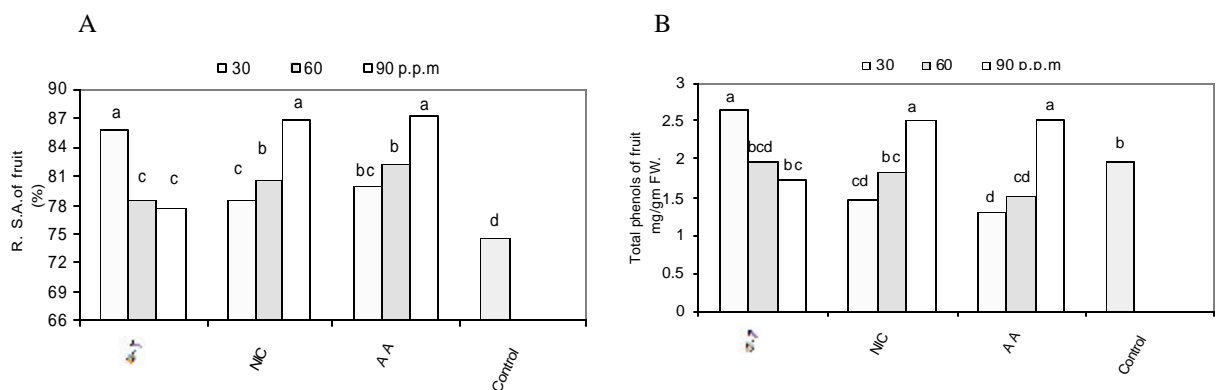 A
30 60 90 p.p.m
R. S.A.of fruit
(%)
90
87
84
81
78
75
72
69
66
a
c
c
c
b
a
bc
b
a
d
NIC
A A
Control
B
30 60 90 p.p.m
Total phenols of fruit
mg/gm FW.
3
2.5
2
1.5
1
0.5
0
a
bcd
bc
cd
bc
a
d
cd
a
b
NIC
A A
Control